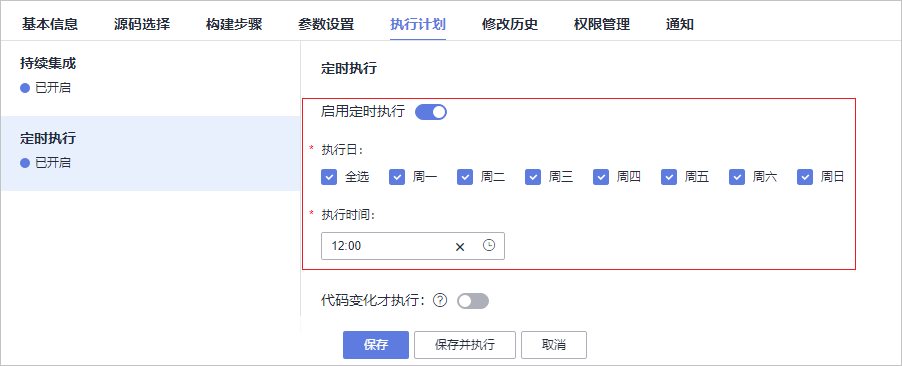 基本信息 源码选择 构建步骤 参数设置 执行计划 修改历史 权限管理 通知
持续集成
已开启
定时执行
已开启
定时执行
启用定时执行
* 执行日:
全选 周一 周二 周三 周四 周五 周六 周日
* 执行时间:
12:00
代码变化才执行: ?
保存 保存并执行 取消